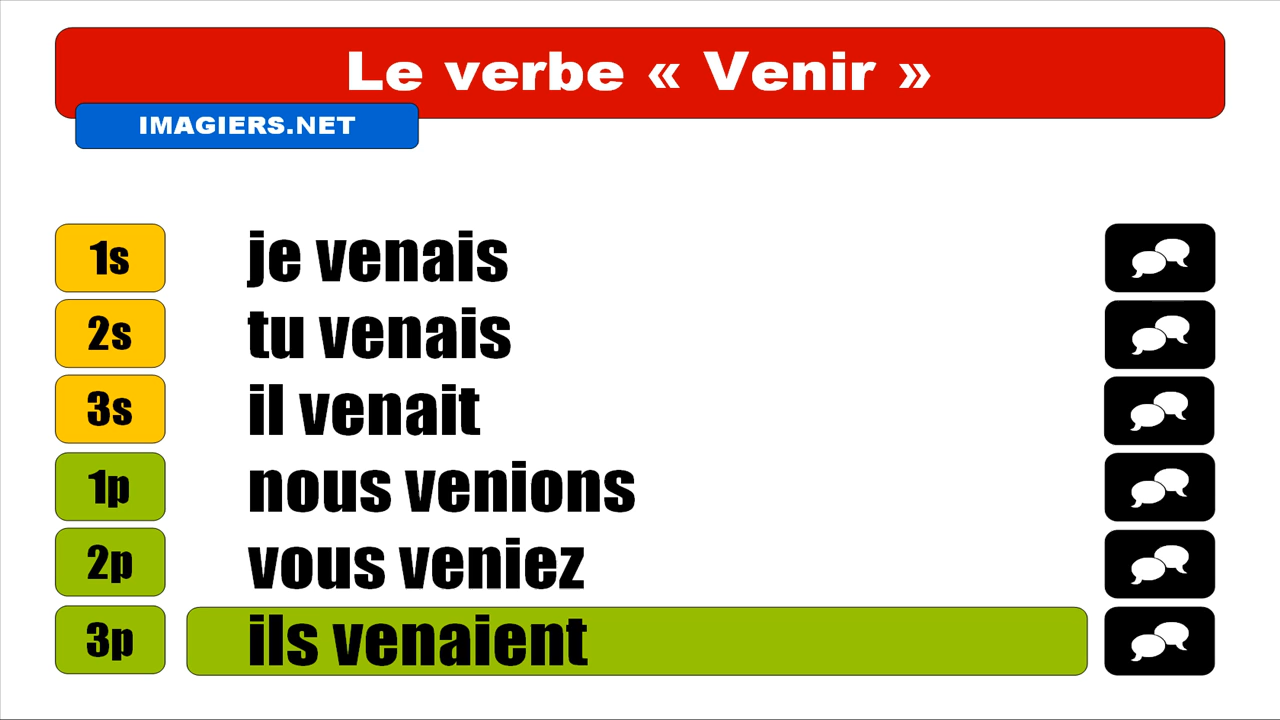 Le verbe « Venir »
IMAGIERS.NET
1s je venais
2s tu venais
3s il venait
1p nous venions
2p vous veniez
3p ils venaient